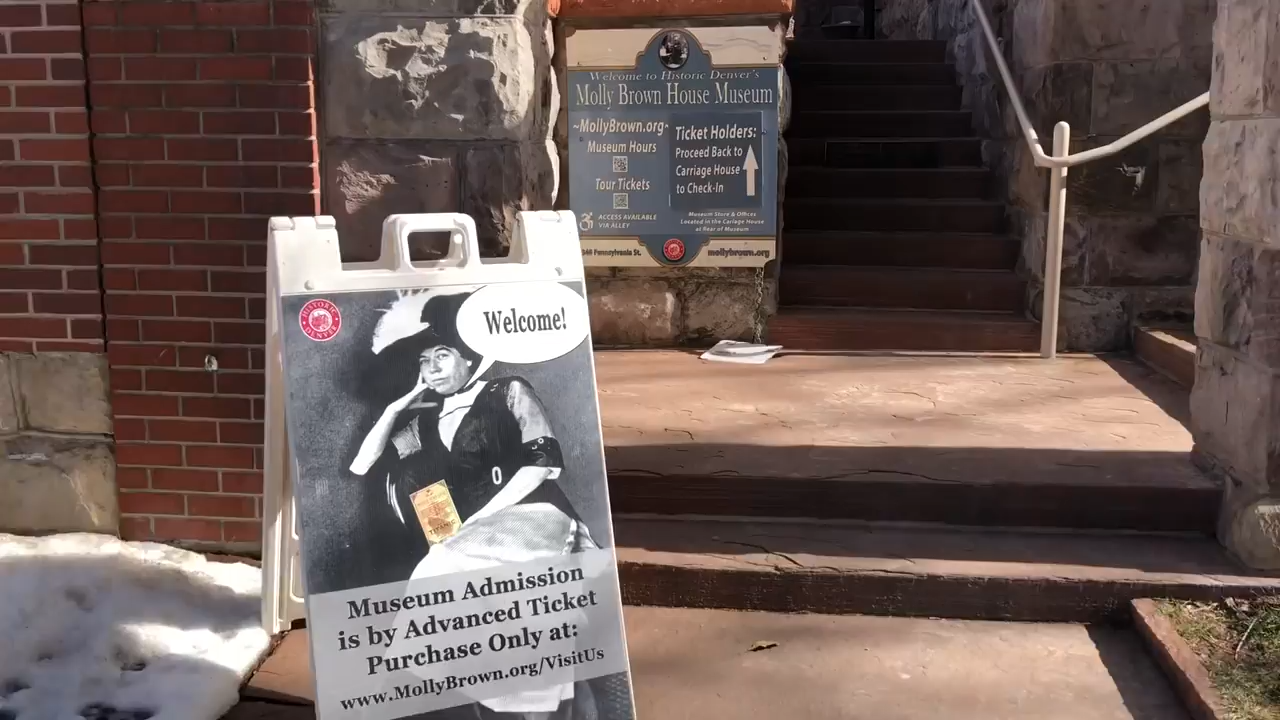 Welcome to Historic Denver's
Molly Brown House Museum
~MollyBrown.org~
Museum Hours
Tour Tickets
ACCESS AVAILABLE
VIA ALLEY
Ticket Holders:
Proceed Back to
Carriage House
to Check-In
Museum Store & Offices
Located in the Carriage House
at Rear of Museum
Pennsylvania St.
mollybrown.org
HISTORIC
DENVER
Welcome!
TITANIC
Museum Admission
is by Advanced Ticket
Purchase Only at:
www.MollyBrown.org/VisitUs